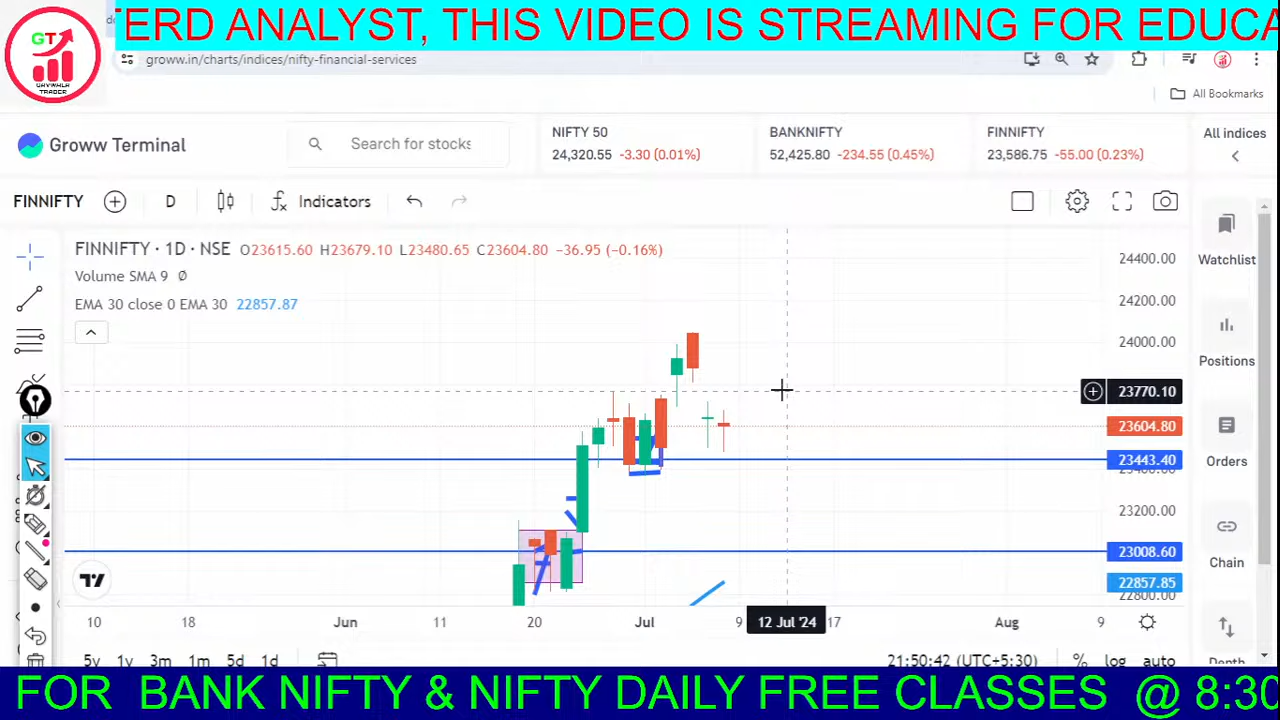 ERD ANALYST, THIS VIDEO IS STREAMING FOR EDUCA
GT
GHYWALA
TRADER
groww.in/charts/indices/nifty-financial-services
All Bookmarks
Groww Terminal
Search for stocks
NIFTY 50
24,320.55 -3.30 (0.01%)
BANKNIFTY
52,425.80 -234.55 (0.45%)
FINNIFTY
23,586.75 -55.00 (0.23%)
All indices
FINNIFTY
D
Indicators
FINNIFTY · 1D · NSE O23615.60 H23679.10 L23480.65 C23604.80 -36.95 (-0.16%)
Volume SMA 9 Ø
EMA 30 close 0 EMA 30 22857.87
24400.00
24200.00
24000.00
23770.10
23604.80
23443.40
23200.00
23008.60
22857.85
22800.00
Watchlist
Positions
Orders
Chain
Depth
10 18 Jun 11 20 Jul 9 12 Jul '24 17 Aug 9
5y 1y 3m 1m 5d 1d
21:50:42 (UTC+5:30) % log auto
FOR BANK NIFTY & NIFTY DAILY FREE CLASSES @ 8:30